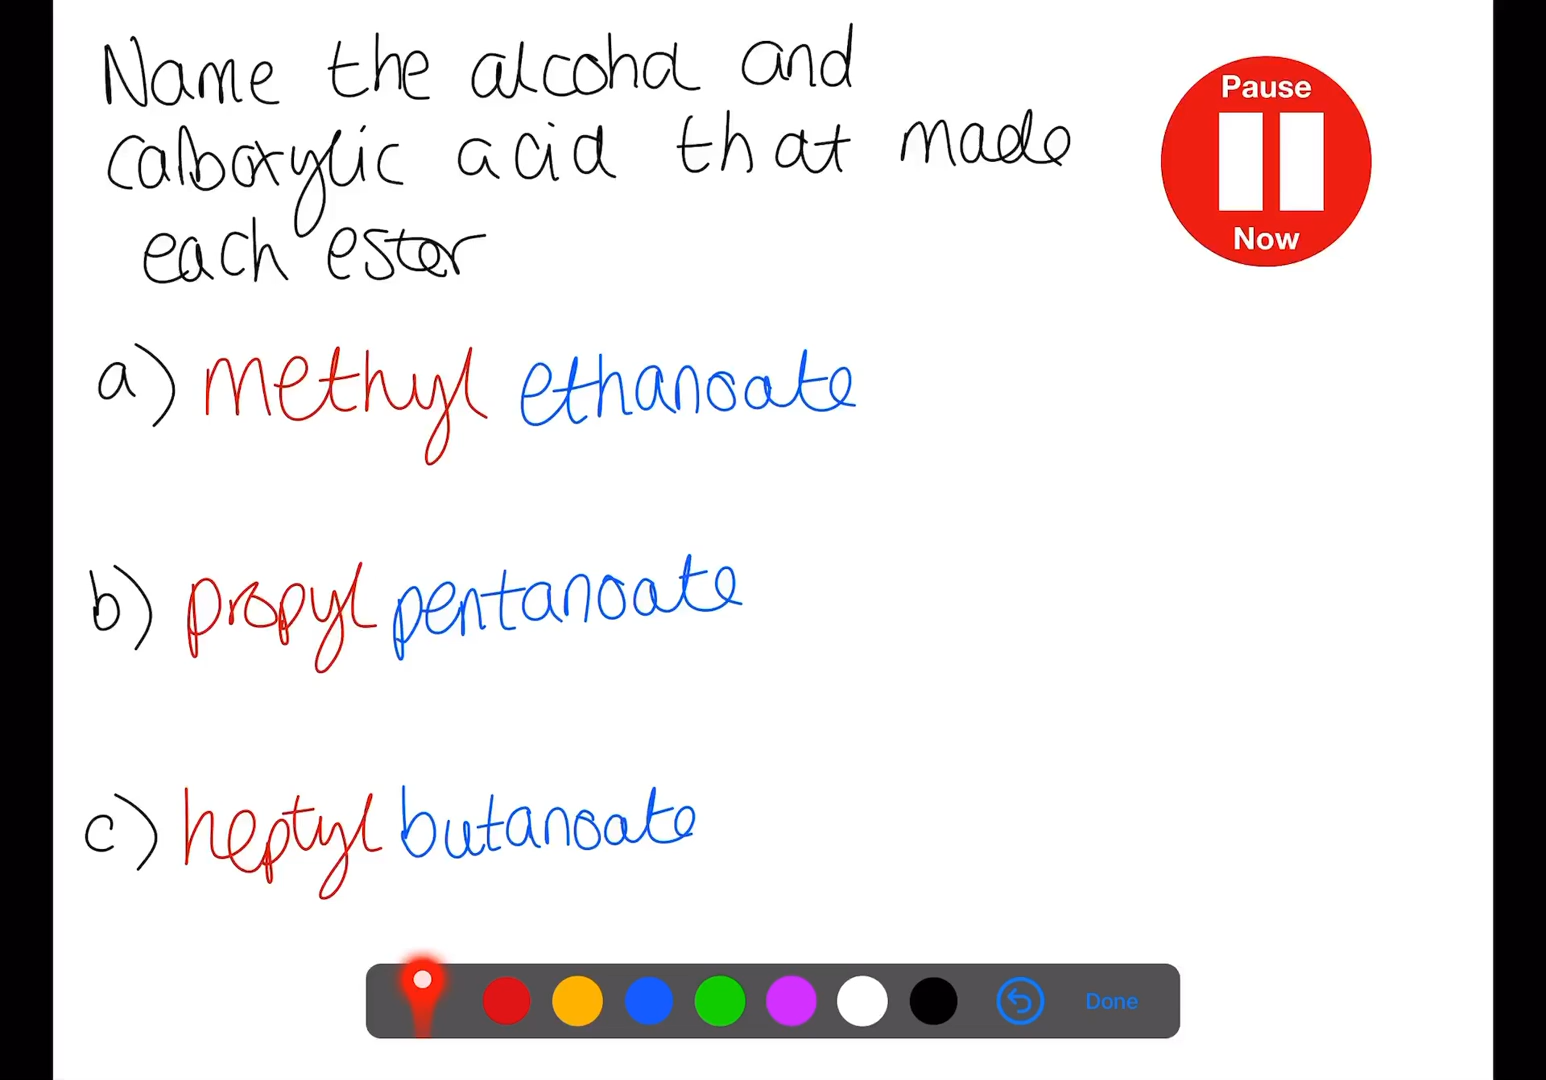 Name the alcohol and
carboxylic acid that made
each ester
Pause
Now
a) methyl ethanoate
b) propyl pentanoate
c) heptyl butanoate
Done